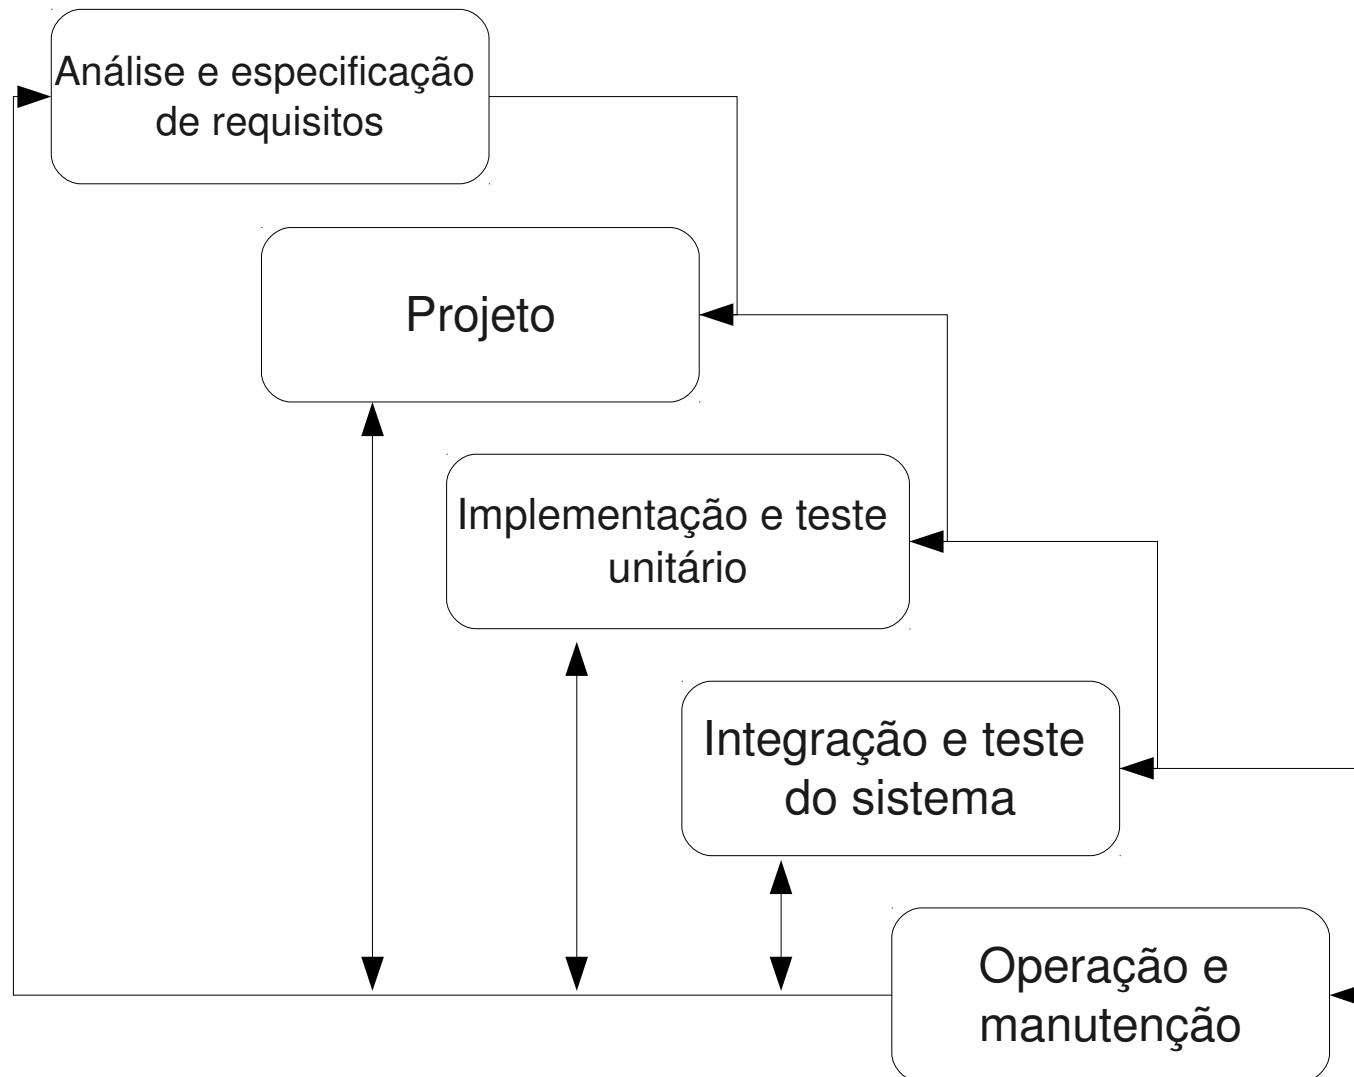 Análise e especificação
de requisitos
Projeto
Implementação e teste
unitário
Integração e teste
do sistema
Operação e
manutenção